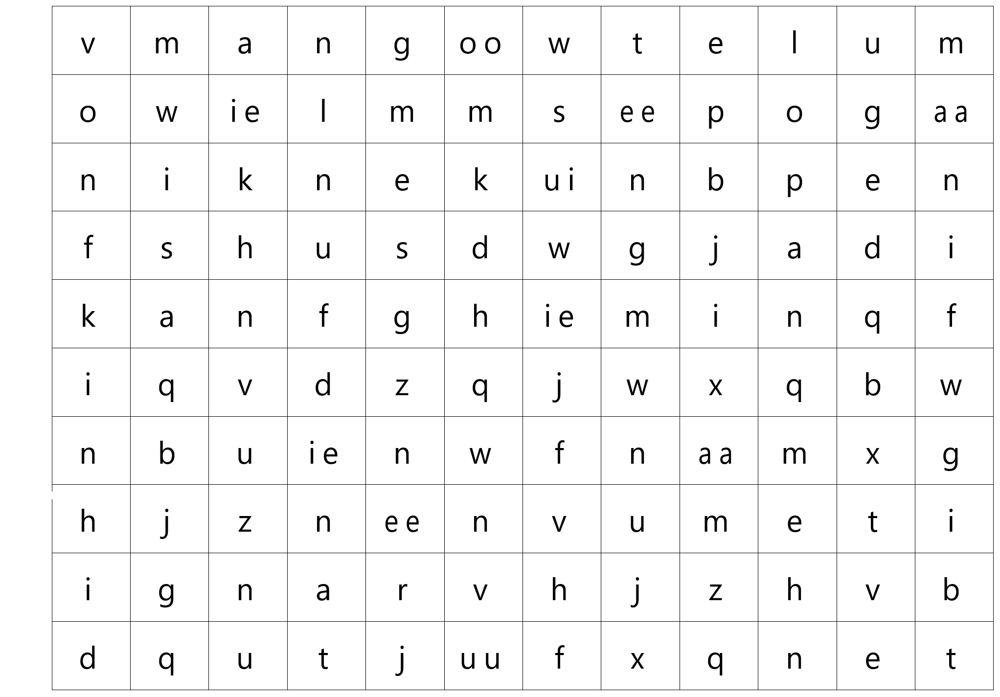 v m a n g oo w t e l u m
o w ie l m m s ee p o g aa
n i k n e k ui n b p e n
f s h u s d w g j a d i
k a n f g h ie m i n q f
i q v d z q j w x q b w
n b u ie n w f n aa m x g
h j z n ee n v u m e t i
i g n a r v h j z h v b
d q u t j uu f x q n e t